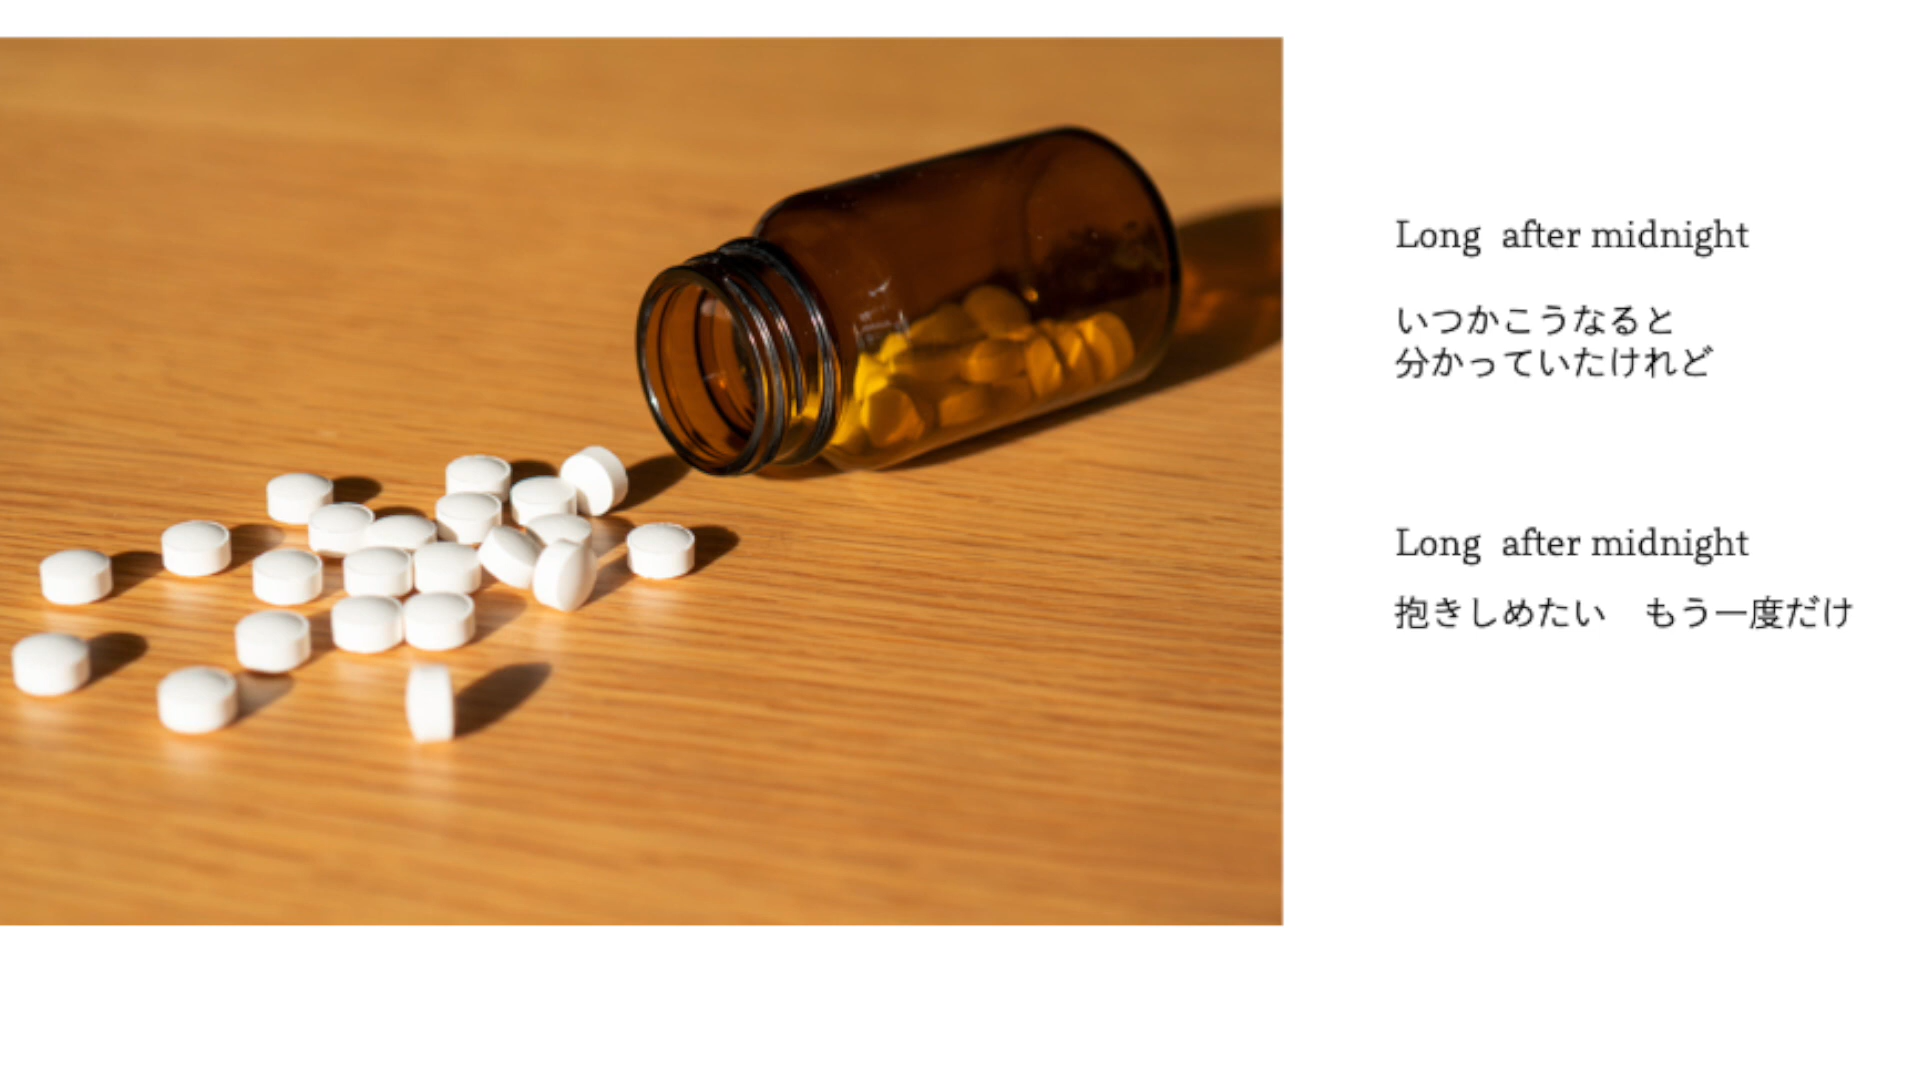 Long after midnight
いつかこうなると
分かっていたけれど
Long after midnight
抱きしめたい　もう一度だけ